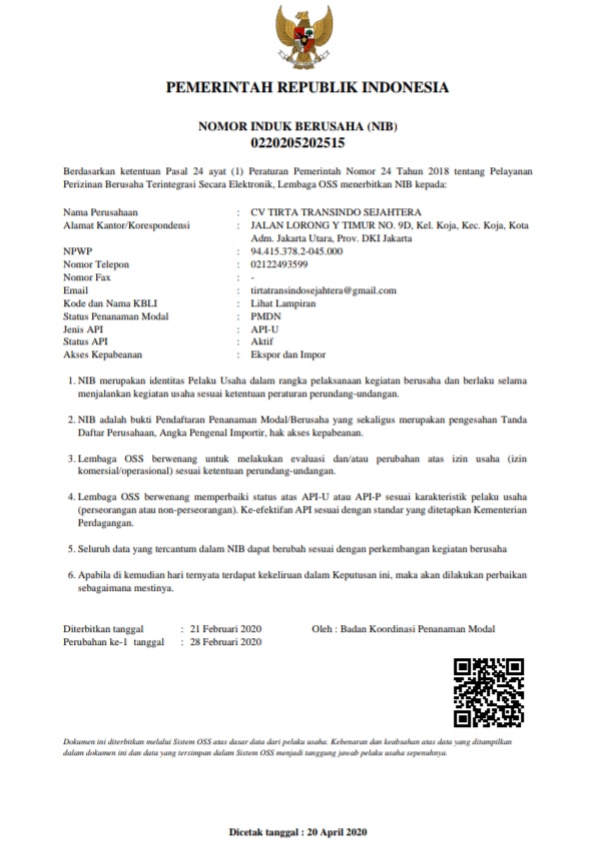 PEMERINTAH REPUBLIK INDONESIA
NOMOR INDUK BERUSAHA (NIB)
0220205202515
Berdasarkan ketentuan Pasal 24 ayat (1) Peraturan Pemerintah Nomor 24 Tahun 2018 tentang Pelayanan
Perizinan Berusaha Terintegrasi Secara Elektronik, Lembaga OSS menerbitkan NIB kepada:
Nama Perusahaan : CV TIRTA TRANSINDO SEJAHTERA
Alamat Kantor/Korespondensi : JALAN LORONG Y TIMUR NO. 9D, Kel. Koja, Kec. Koja, Kota
Adm. Jakarta Utara, Prov. DKI Jakarta
NPWP : 94.415.378.2-045.000
Nomor Telepon : 02122493599
Nomor Fax : -
Email : tirtatransindosejahtera@gmail.com
Kode dan Nama KBLI : Lihat Lampiran
Status Penanaman Modal : PMDN
Jenis API : API-U
Status API : Aktif
Akses Kepabeanan : Ekspor dan Impor
1. NIB merupakan identitas Pelaku Usaha dalam rangka pelaksanaan kegiatan berusaha dan berlaku selama
menjalankan kegiatan usaha sesuai ketentuan peraturan perundang-undangan.
2. NIB adalah bukti Pendaftaran Penanaman Modal/Berusaha yang sekaligus merupakan pengesahan Tanda
Daftar Perusahaan, Angka Pengenal Importir, hak akses kepabeanan.
3. Lembaga OSS berwenang untuk melakukan evaluasi dan/atau perubahan atas izin usaha (izin
komersial/operasional) sesuai ketentuan perundang-undangan.
4. Lembaga OSS berwenang memperbaiki status atas API-U atau API-P sesuai karakteristik pelaku usaha
(perseorangan atau non-perseorangan). Ke-efektifan API sesuai dengan standar yang ditetapkan Kementerian
Perdagangan.
5. Seluruh data yang tercantum dalam NIB dapat berubah sesuai dengan perkembangan kegiatan berusaha
6. Apabila di kemudian hari ternyata terdapat kekeliruan dalam Keputusan ini, maka akan dilakukan perbaikan
sebagaimana mestinya.
Diterbitkan tanggal : 21 Februari 2020 Oleh : Badan Koordinasi Penanaman Modal
Perubahan ke-1 tanggal : 28 Februari 2020
Dokumen ini diterbitkan melalui Sistem OSS atas dasar data dari pelaku usaha. Kebenaran dan keabsahan atas data yang ditampilkan
dalam dokumen ini dan data yang tersimpan dalam Sistem OSS menjadi tanggung jawab pelaku usaha sepenuhnya.
Dicetak tanggal : 20 April 2020